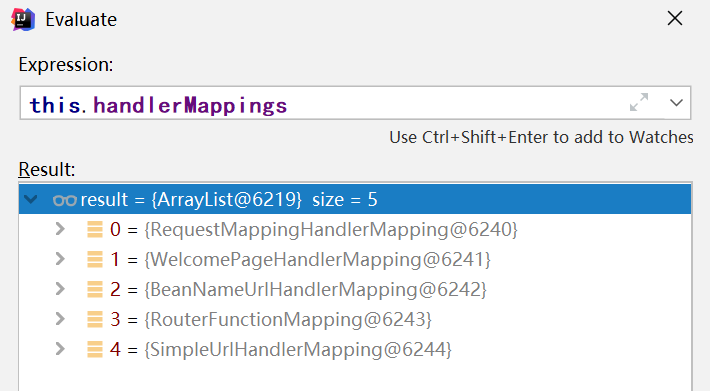 Evaluate
Expression:
this.handlerMappings
Use Ctrl+Shift+Enter to add to Watches
Result:
result = {ArrayList@6219} size = 5
0 = {RequestMappingHandlerMapping@6240}
1 = {WelcomePageHandlerMapping@6241}
2 = {BeanNameUrlHandlerMapping@6242}
3 = {RouterFunctionMapping@6243}
4 = {SimpleUrlHandlerMapping@6244}